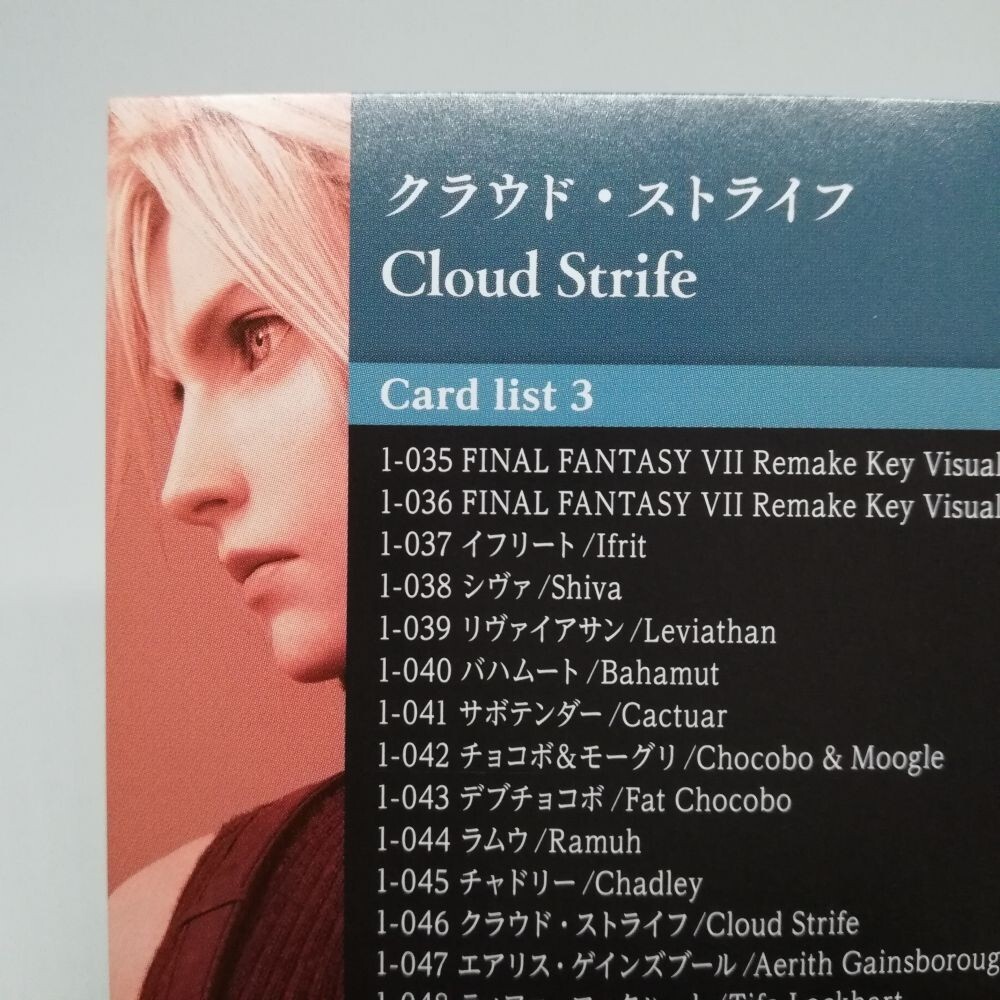 クラウド・ストライフ
Cloud Strife
Card list 3
1-035 FINAL FANTASY VII Remake Key Visual
1-036 FINAL FANTASY VII Remake Key Visual
1-037 イフリート/Ifrit
1-038 シヴァ/Shiva
1-039 リヴァイアサン/Leviathan
1-040 バハムート/Bahamut
1-041 サボテンダー/Cactuar
1-042 チョコボ&モーグリ/Chocobo & Moogle
1-043 デブチョコボ/Fat Chocobo
1-044 ラムウ/Ramuh
1-045 チャドリー/Chadley
1-046 クラウド・ストライフ/Cloud Strife
1-047 エアリス・ゲインズブール/Aerith Gainsboroug